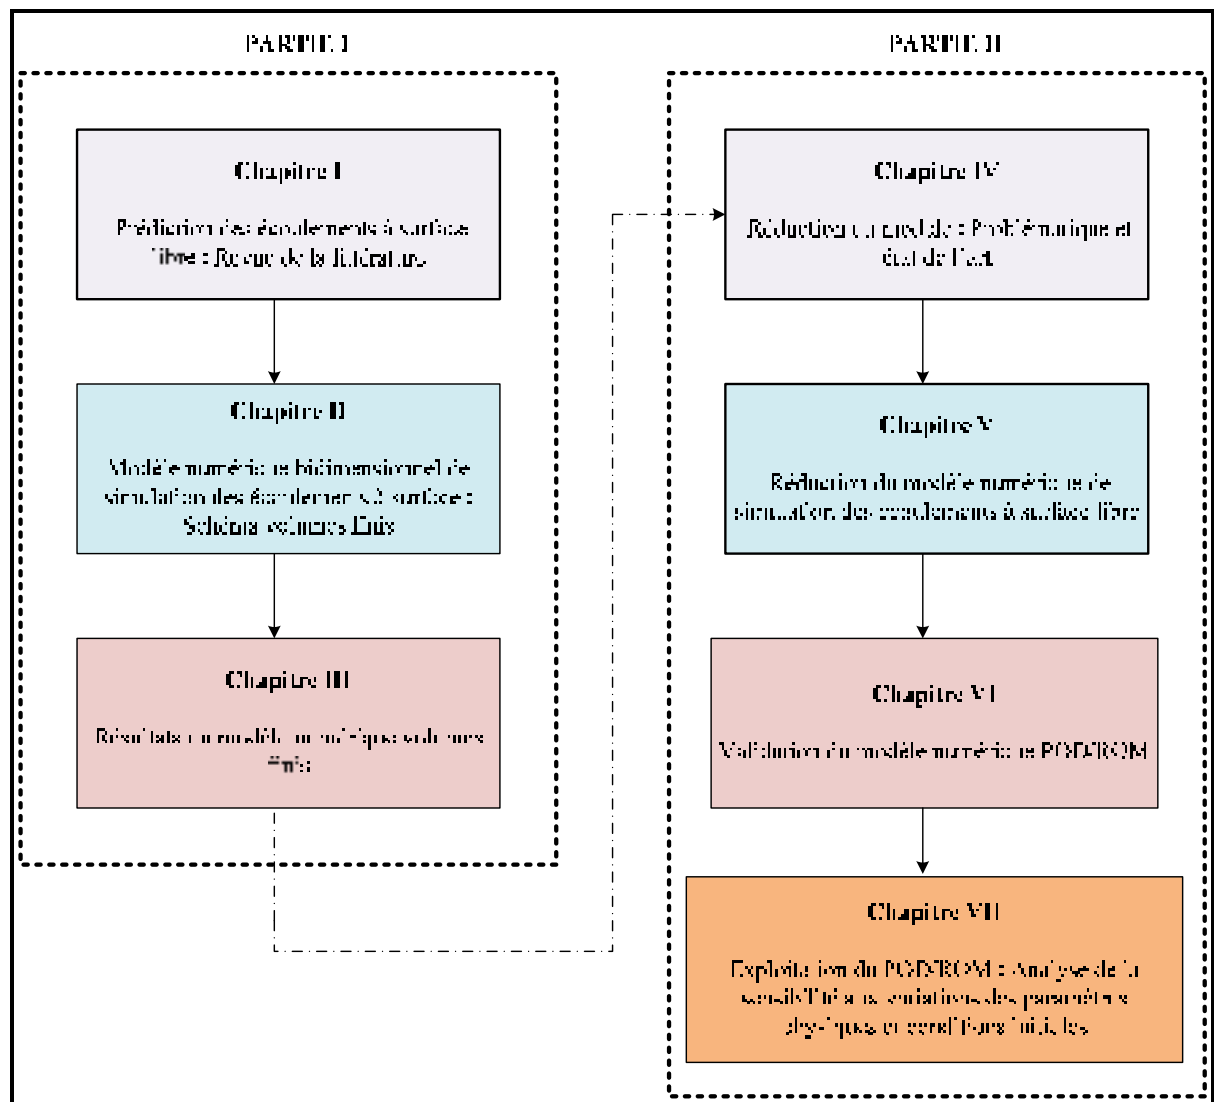 PARTIE I
Chapitre I
Prédiction des écoulements à surface
libre : Revue de la littérature
Chapitre II
Modèle numérique bidimensionnel de
simulation des écoulements à surface :
Schéma volumes finis
Chapitre III
Résultats du modèle numérique volumes
finis
PARTIE II
Chapitre IV
Réduction du modèle : Problématique et
état de l'art
Chapitre V
Réduction du modèle numérique de
simulation des écoulements à surface libre
Chapitre VI
Validation du modèle numérique POD/ROM
Chapitre VII
Exploitation du POD/ROM : Analyse de la
sensibilité aux variations des paramètres
physiques et conditions initiales